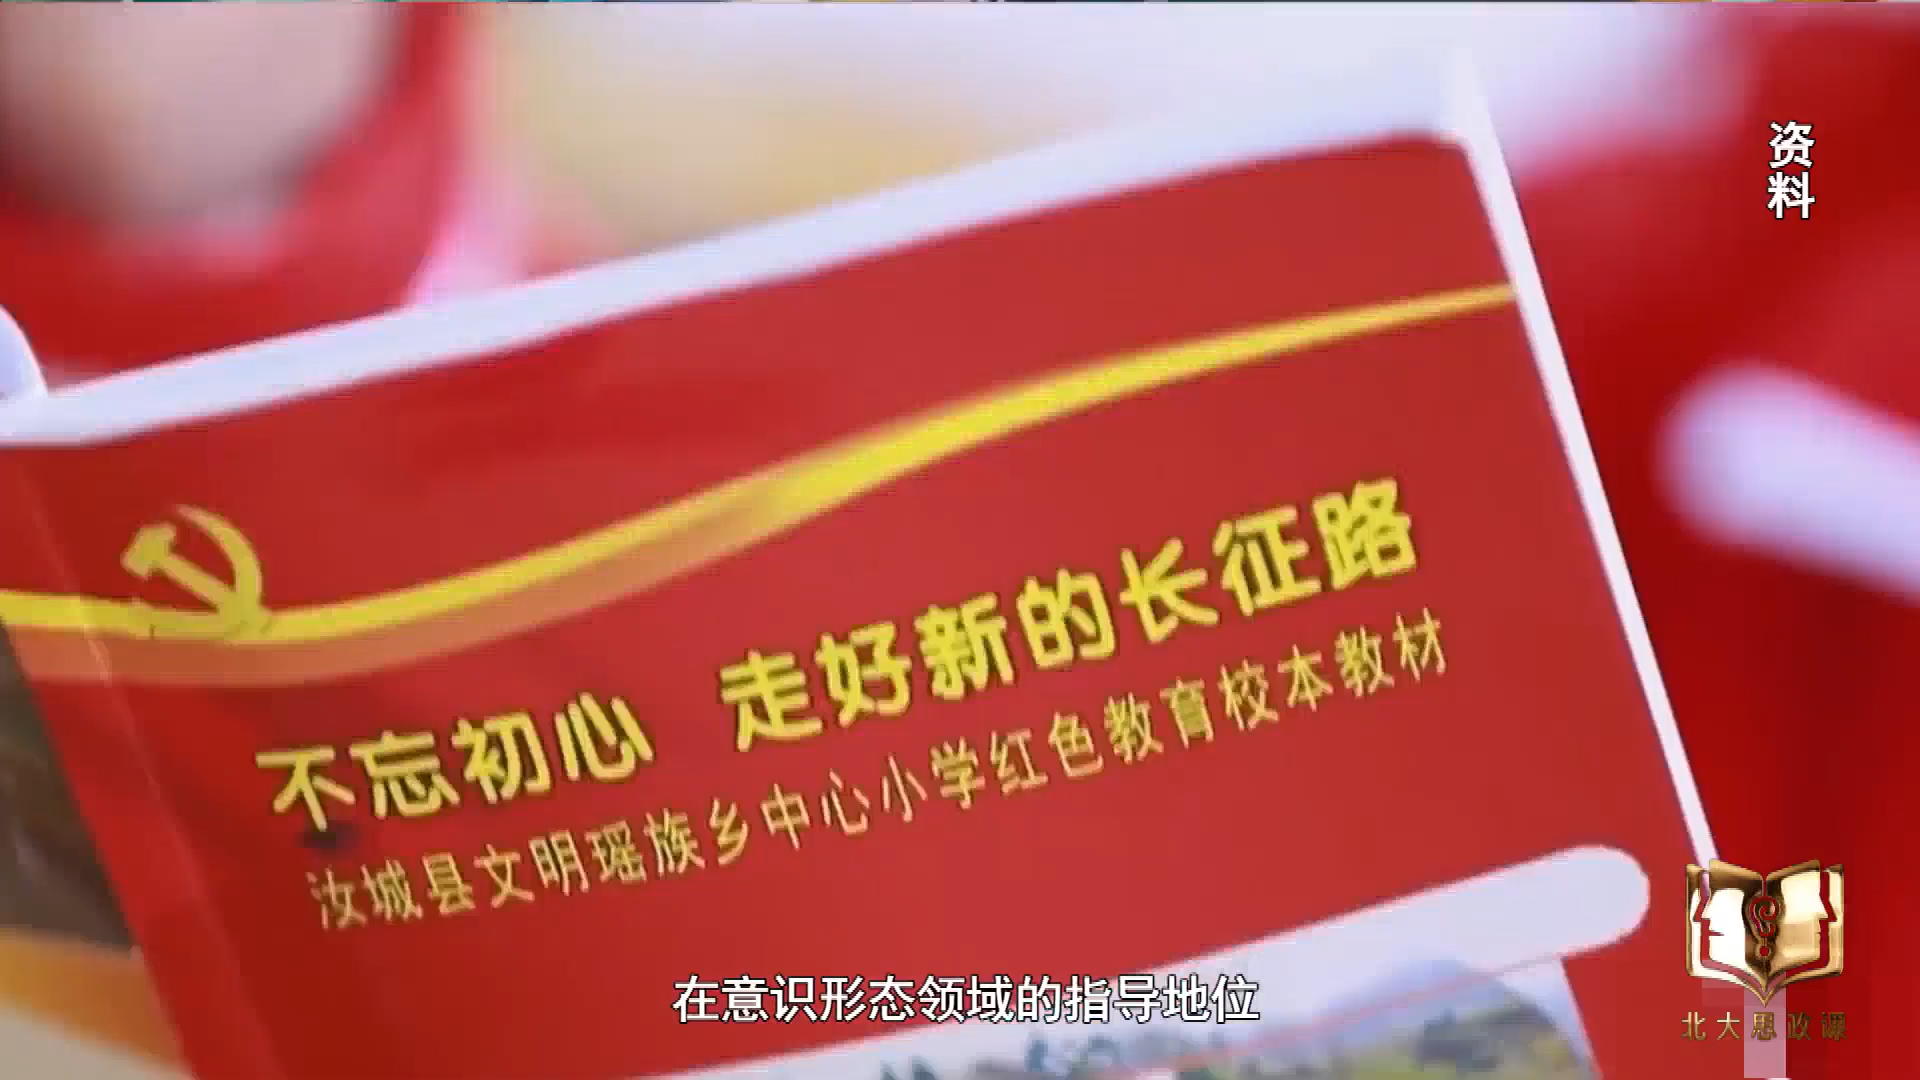 资料
不忘初心 走好新的长征路
汝城县文明瑶族乡中心小学红色教育校本教材
在意识形态领域的指导地位
北大思政课